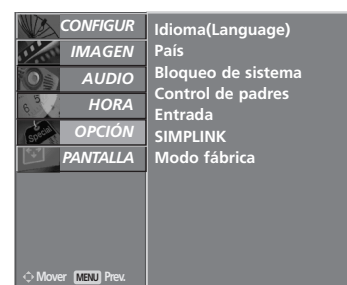 CONFIGUR
IMAGEN
AUDIO
HORA
OPCIÓN
PANTALLA
Idioma(Language)
País
Bloqueo de sistema
Control de padres
Entrada
SIMPLINK
Modo fábrica
Mover MENU Prev.